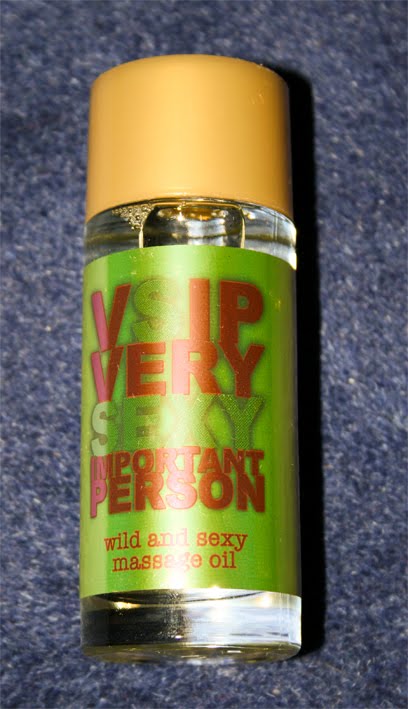 VSIP
VERY
SEXY
IMPORTANT
PERSON
wild and sexy
massage oil